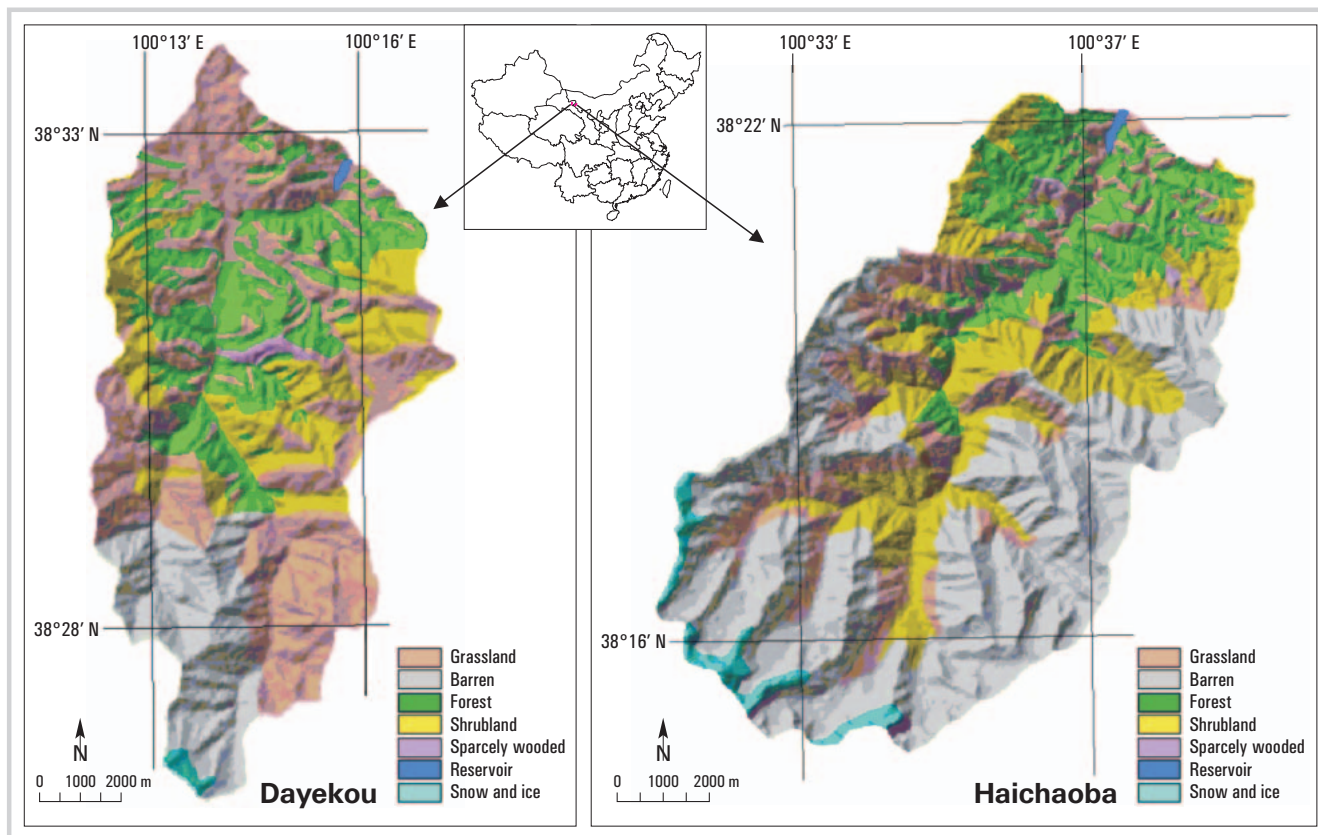 100°13′ E 100°16′ E
38°33′ N
38°28′ N
Grassland
Barren
Forest
Shrubland
Sparcely wooded
Reservoir
Snow and ice
N
0 1000 2000 m
Dayekou
100°33′ E 100°37′ E
38°22′ N
38°16′ N
Grassland
Barren
Forest
Shrubland
Sparcely wooded
Reservoir
Snow and ice
N
0 1000 2000 m
Haichaoba